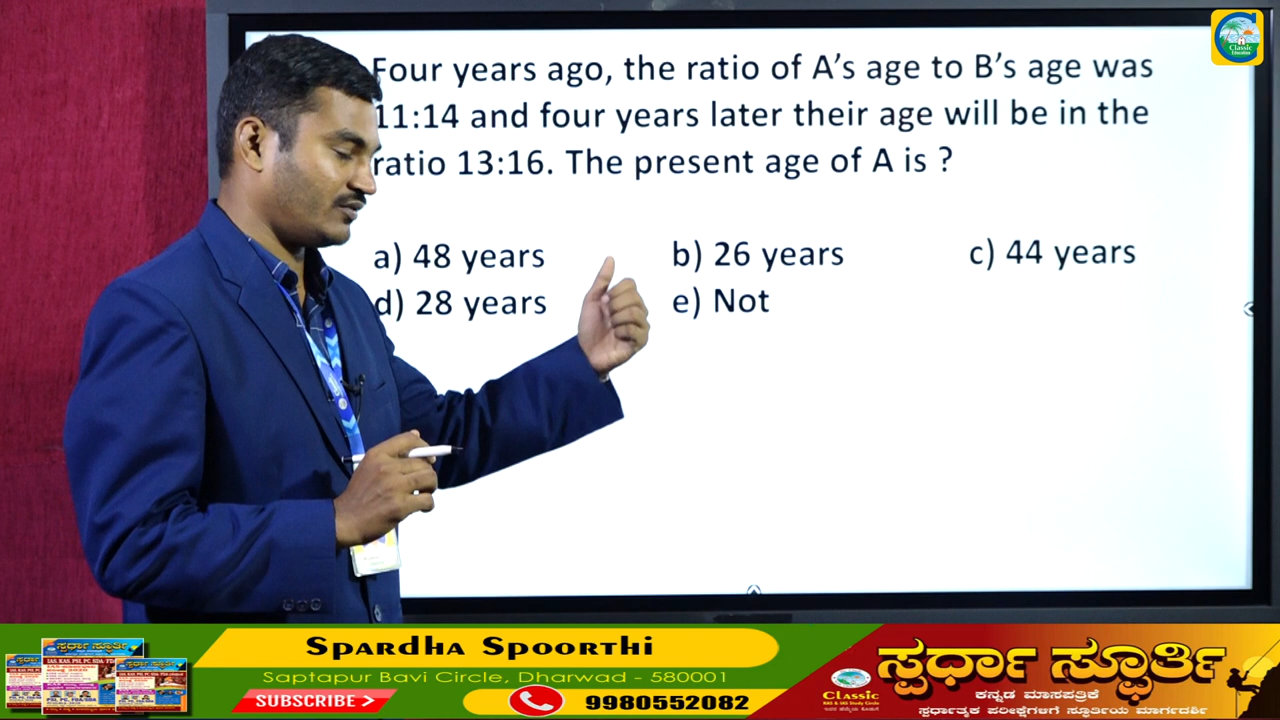 Classic
Education
Four years ago, the ratio of A’s age to B’s age was
11:14 and four years later their age will be in the
ratio 13:16. The present age of A is ?
a) 48 years b) 26 years c) 44 years
d) 28 years e) Not
Spardha Spoorthi
Saptapur Bavi Circle, Dharwad - 580001
SUBSCRIBE
9980552082
Classic
ಸ್ಪರ್ಧಾ ಸ್ಫೂರ್ತಿ
ಕನ್ನಡ ಮಾಸಪತ್ರಿಕೆ
ಸ್ಪರ್ಧಾತ್ಮಕ ಪರೀಕ್ಷೆಗಳಿಗೆ ಸ್ಫೂರ್ತಿಯ ಮಾರ್ಗದರ್ಶಿ